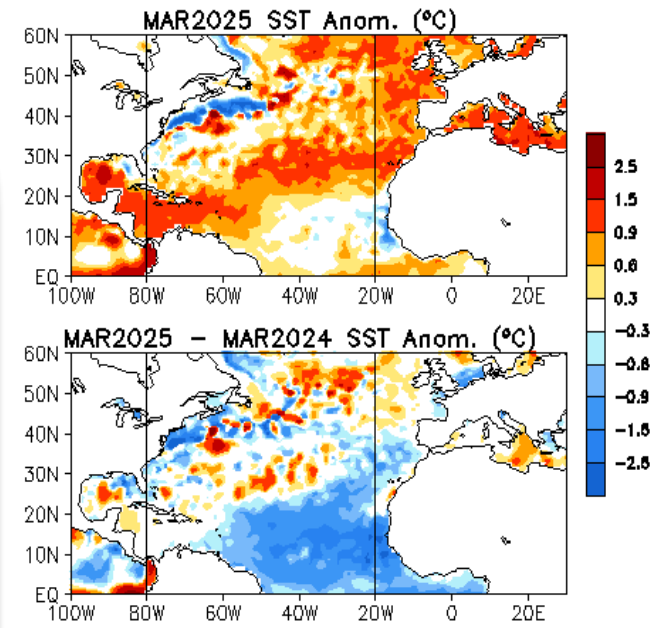 MAR2025 SST Anom. (ºC)
60N
50N
40N
30N
20N
10N
EQ
100W 80W 60W 40W 20W 0 20E
MAR2025 - MAR2024 SST Anom. (ºC)
60N
50N
40N
30N
20N
10N
EQ
100W 80W 60W 40W 20W 0 20E
2.5
1.5
0.9
0.6
0.3
-0.3
-0.6
-0.9
-1.5
-2.5